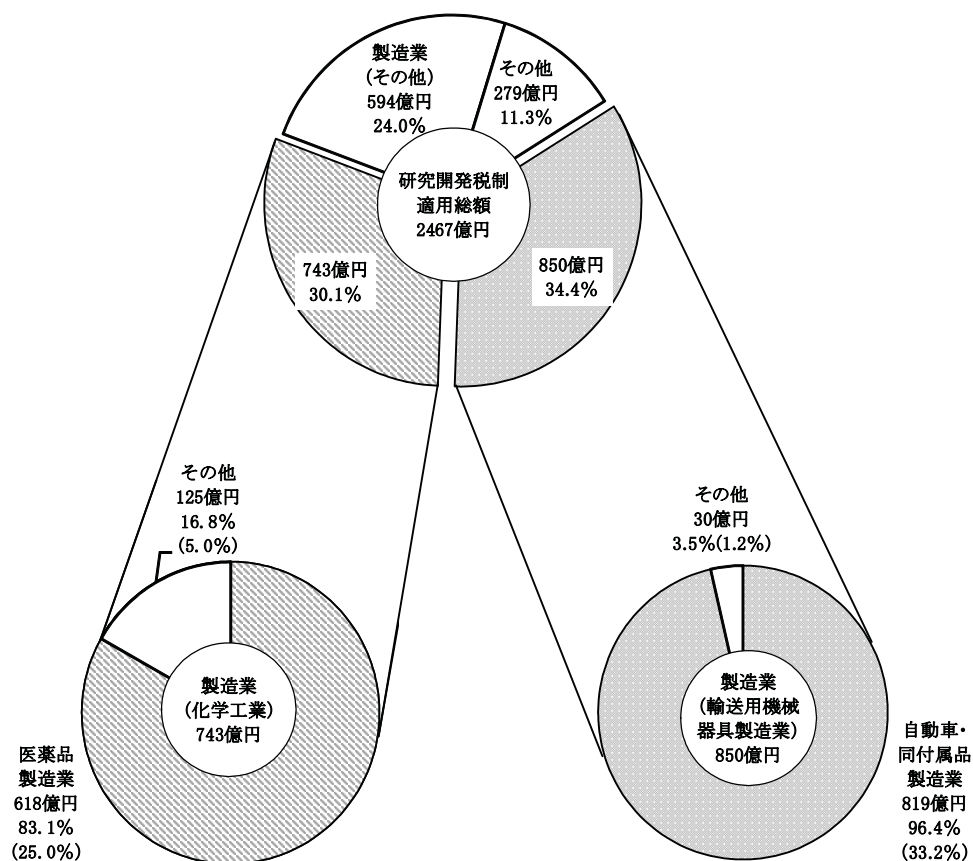 製造業
(その他)
594億円
24.0%
その他
279億円
11.3%
研究開発税制
適用総額
2467億円
743億円
30.1%
850億円
34.4%
その他
125億円
16.8%
(5.0%)
その他
30億円
3.5%(1.2%)
製造業
(化学工業)
743億円
製造業
(輸送用機械
器具製造業)
850億円
医薬品
製造業
618億円
83.1%
(25.0%)
自動車・
同付属品
製造業
819億円
96.4%
(33.2%)